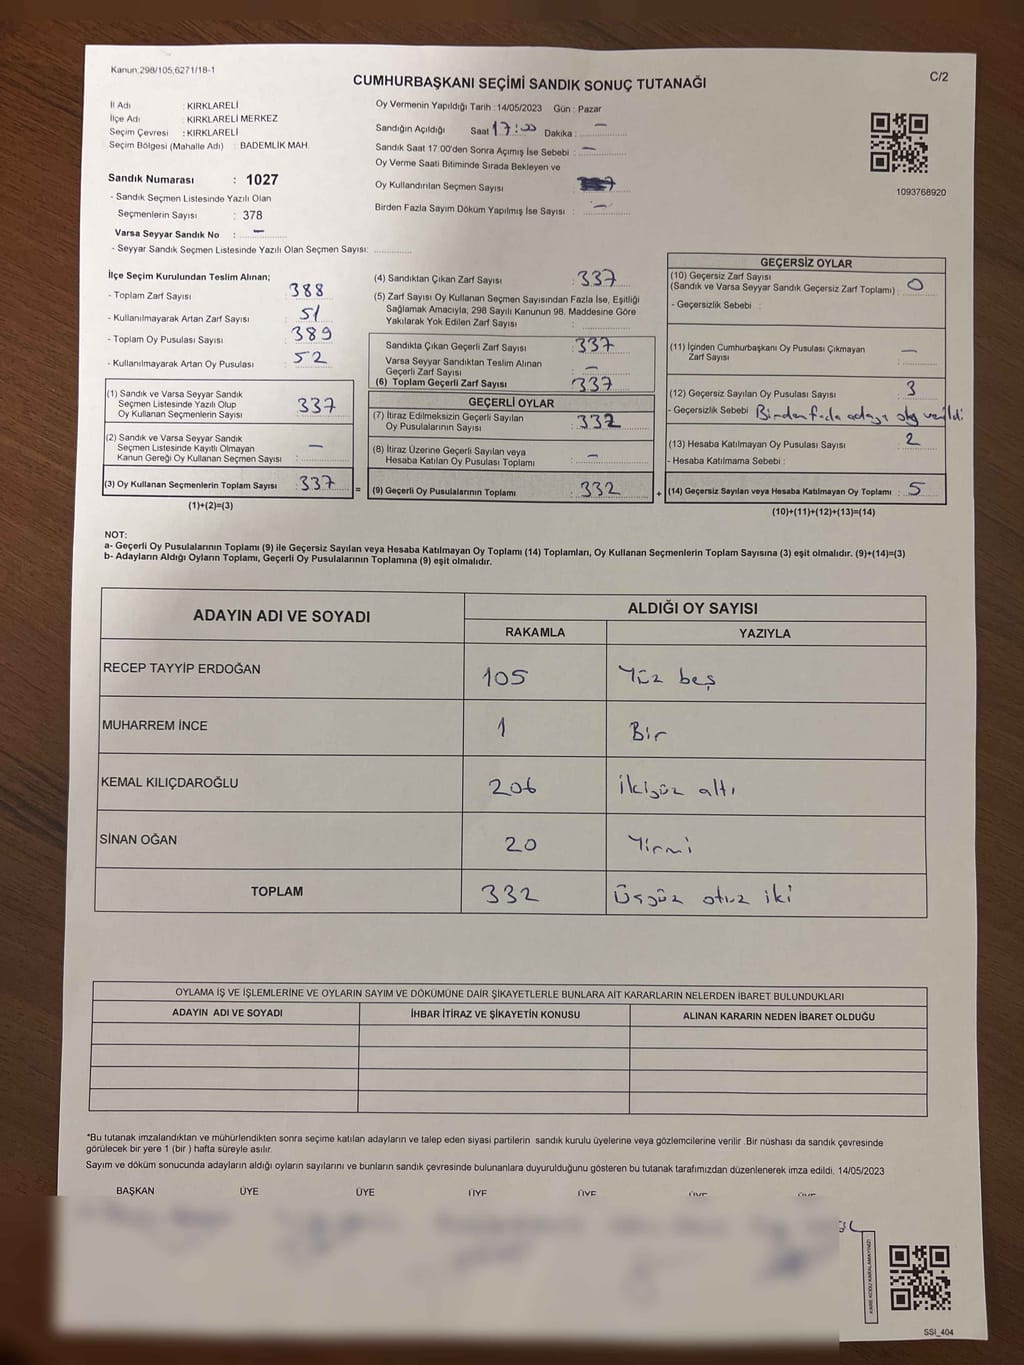 Kanun:298/105,6271/18-1
CUMHURBAŞKANI SEÇİMİ SANDIK SONUÇ TUTANAĞI
C/2
İl Adı : KIRKLARELİ
İlçe Adı : KIRKLARELİ MERKEZ
Seçim Çevresi : KIRKLARELİ
Seçim Bölgesi (Mahalle Adı) : BADEMLİK MAH.
Sandık Numarası : 1027
- Sandık Seçmen Listesinde Yazılı Olan
Seçmenlerin Sayısı : 378
Varsa Seyyar Sandık No : –
- Seyyar Sandık Seçmen Listesinde Yazılı Olan Seçmen Sayısı:
Oy Vermenin Yapıldığı Tarih :14/05/2023 Gün : Pazar
Sandığın Açıldığı Saat 17:00 Dakika : –
Sandık Saat 17.00'den Sonra Açımış İse Sebebi : –
Oy Verme Saati Bitiminde Sırada Bekleyen ve
Oy Kullandırılan Seçmen Sayısı
Birden Fazla Sayım Döküm Yapılmış İse Sayısı : –
1093768920
İlçe Seçim Kurulundan Teslim Alınan;
- Toplam Zarf Sayısı 388
- Kullanılmayarak Artan Zarf Sayısı 51
- Toplam Oy Pusulası Sayısı 389
- Kullanılmayarak Artan Oy Pusulası 52
(1) Sandık ve Varsa Seyyar Sandık
Seçmen Listesinde Yazılı Olup
Oy Kullanan Seçmenlerin Sayısı 337
(2) Sandık ve Varsa Seyyar Sandık
Seçmen Listesinde Kayıtlı Olmayan
Kanun Gereği Oy Kullanan Seçmen Sayısı : –
(3) Oy Kullanan Seçmenlerin Toplam Sayısı : 337
(1)+(2)=(3)
=
(4) Sandıktan Çıkan Zarf Sayısı 337
(5) Zarf Sayısı Oy Kullanan Seçmen Sayısından Fazla İse, Eşitliği
Sağlamak Amacıyla, 298 Sayılı Kanunun 98. Maddesine Göre
Yakılarak Yok Edilen Zarf Sayısı :
Sandıkta Çıkan Geçerli Zarf Sayısı : 337
Varsa Seyyar Sandıktan Teslim Alınan
Geçerli Zarf Sayısı : –
(6) Toplam Geçerli Zarf Sayısı 337
GEÇERLİ OYLAR
(7) İtiraz Edilmeksizin Geçerli Sayılan
Oy Pusulalarının Sayısı : 332
(8) İtiraz Üzerine Geçerli Sayılan veya
Hesaba Katılan Oy Pusulası Toplamı : –
(9) Geçerli Oy Pusulalarının Toplamı : 332
+
GEÇERSİZ OYLAR
(10) Geçersiz Zarf Sayısı
(Sandık ve Varsa Seyyar Sandık Geçersiz Zarf Toplamı) : 0
- Geçersizlik Sebebi :
(11) İçinden Cumhurbaşkanı Oy Pusulası Çıkmayan
Zarf Sayısı : –
(12) Geçersiz Sayılan Oy Pusulası Sayısı 3
- Geçersizlik Sebebi Birden fazla adaya oy verildi
(13) Hesaba Katılmayan Oy Pusulası Sayısı 2
- Hesaba Katılmama Sebebi :
(14) Geçersiz Sayılan veya Hesaba Katılmayan Oy Toplamı : 5
(10)+(11)+(12)+(13)=(14)
NOT:
a- Geçerli Oy Pusulalarının Toplamı (9) ile Geçersiz Sayılan veya Hesaba Katılmayan Oy Toplamı (14) Toplamları, Oy Kullanan Seçmenlerin Toplam Sayısına (3) eşit olmalıdır. (9)+(14)=(3)
b- Adayların Aldığı Oyların Toplamı, Geçerli Oy Pusulalarının Toplamına (9) eşit olmalıdır.
ADAYIN ADI VE SOYADI
ALDIĞI OY SAYISI
RAKAMLA YAZIYLA
RECEP TAYYİP ERDOĞAN 105 Yüz beş
MUHARREM İNCE 1 Bir
KEMAL KILIÇDAROĞLU 206 İkiyüz altı
SİNAN OĞAN 20 Yirmi
TOPLAM 332 Üçyüz otuz iki
OYLAMA İŞ VE İŞLEMLERİNE VE OYLARIN SAYIM VE DÖKÜMÜNE DAİR ŞİKAYETLERLE BUNLARA AİT KARARLARIN NELERDEN İBARET BULUNDUKLARI
ADAYIN ADI VE SOYADI İHBAR İTİRAZ VE ŞİKAYETİN KONUSU ALINAN KARARIN NEDEN İBARET OLDUĞU
*Bu tutanak imzalandıktan ve mühürlendikten sonra seçime katılan adayların ve talep eden siyasi partilerin sandık kurulu üyelerine veya gözlemcilerine verilir .Bir nüshası da sandık çevresinde
görülecek bir yere 1 (bir ) hafta süreyle asılır.
Sayım ve döküm sonucunda adayların aldığı oyların sayılarını ve bunların sandık çevresinde bulunanlara duyurulduğunu gösteren bu tutanak tarafımızdan düzenlenerek imza edildi. 14/05/2023
BAŞKAN ÜYE ÜYE ÜYE ÜYE ÜYE ÜYE
KARE KODU KARALAMAYINIZ!
SSI_404